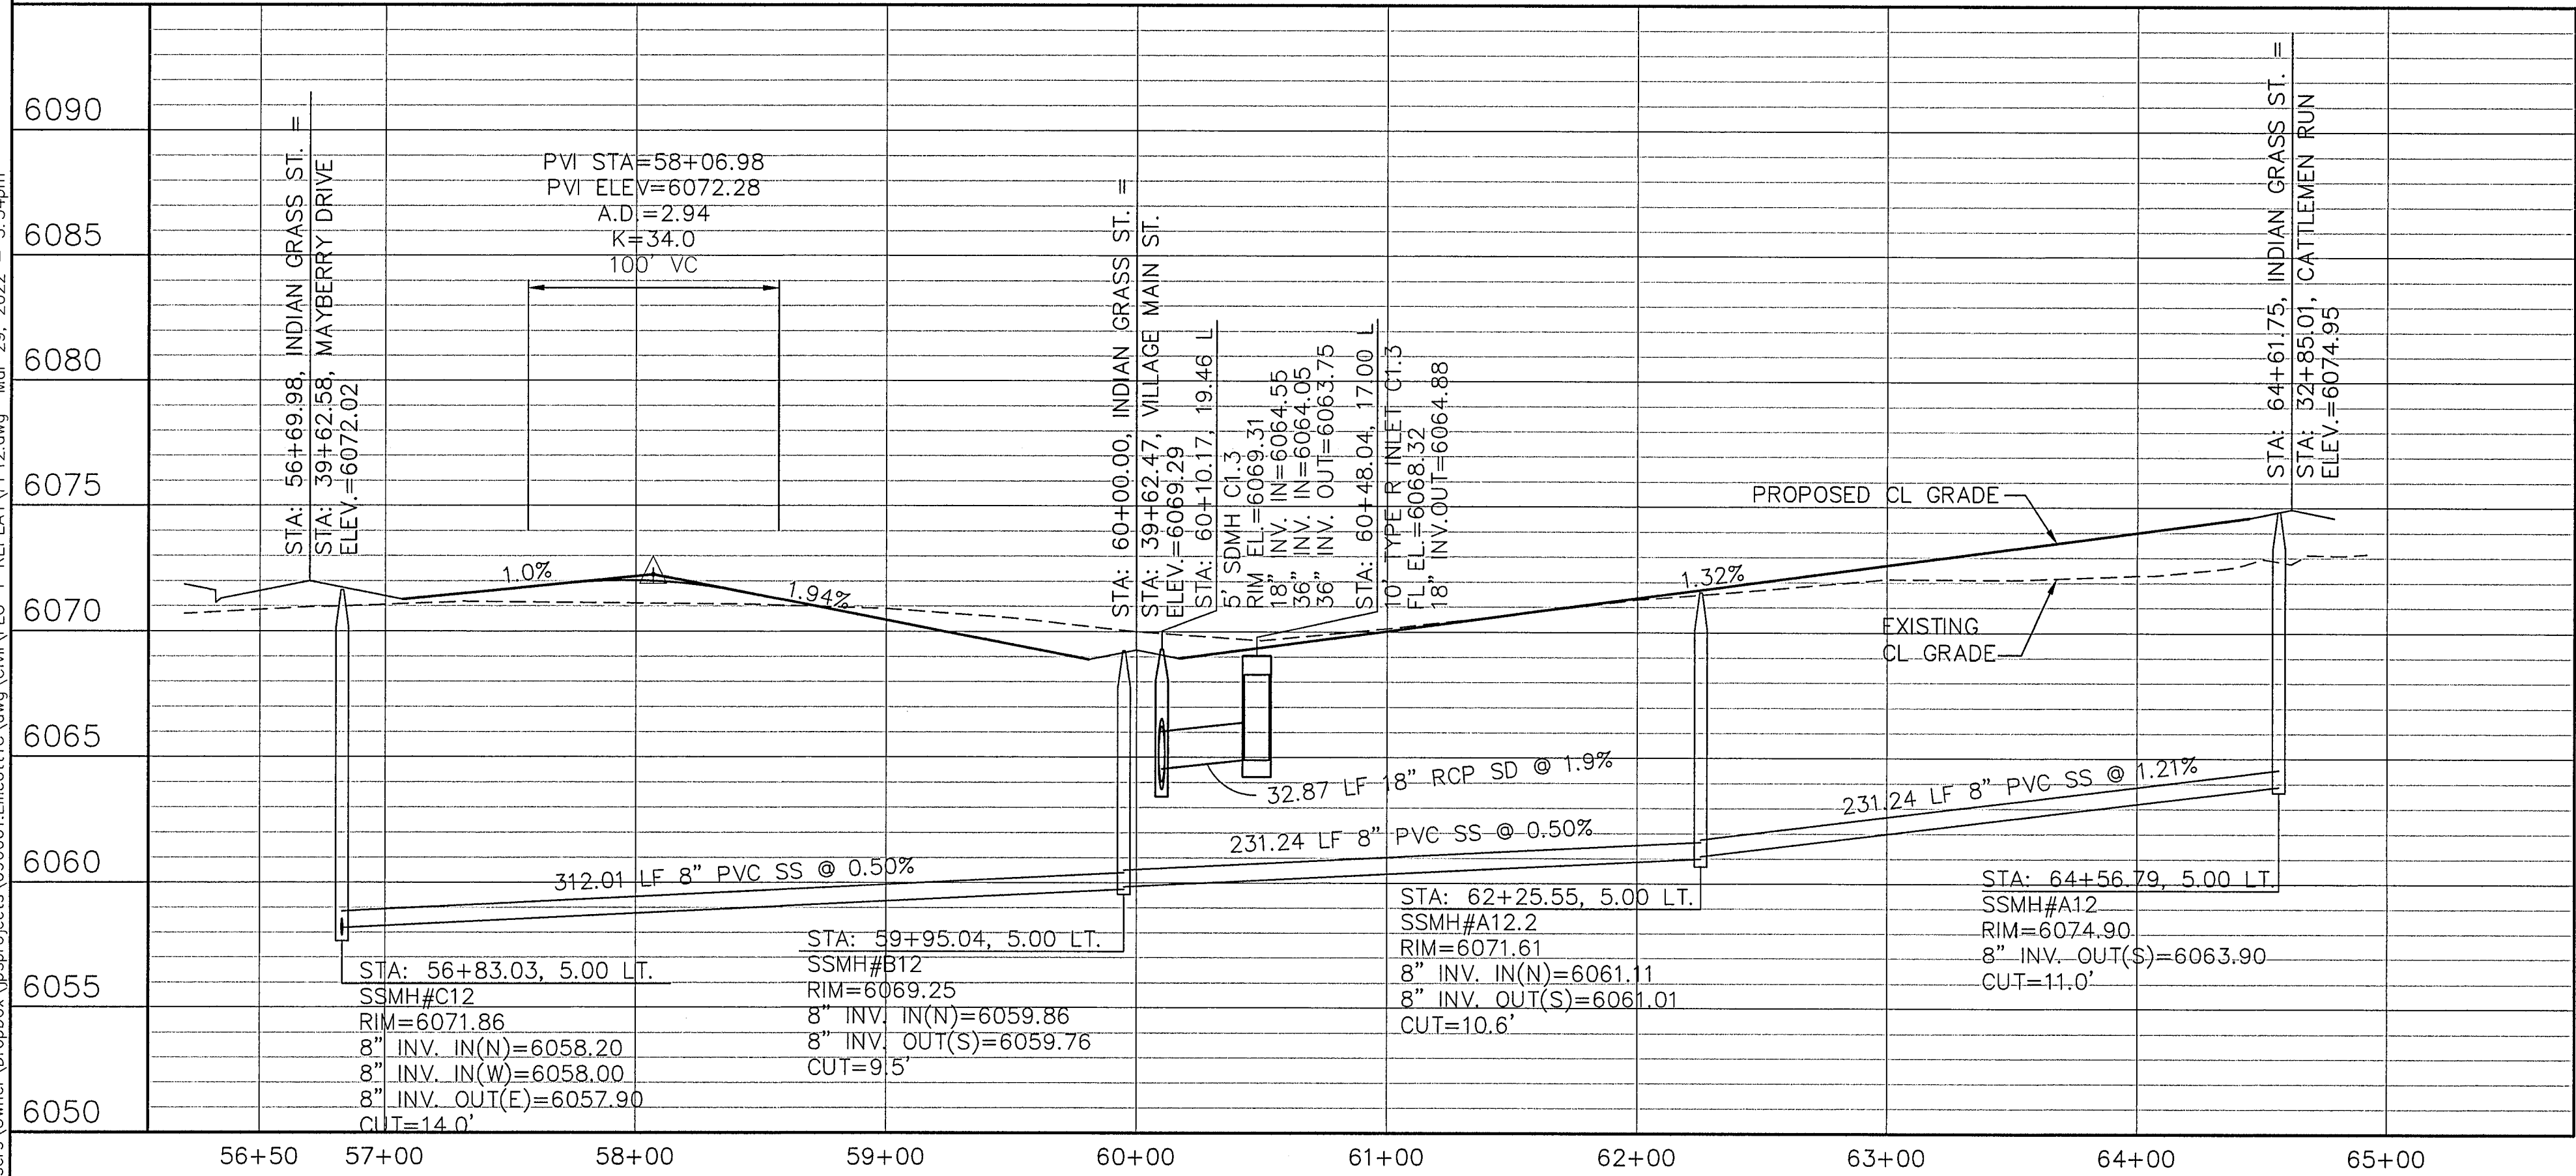 6090
6085
6080
6075
6070
6065
6060
6055
6050
STA: 56+69.98, INDIAN GRASS ST. =
STA: 39+62.58, MAYBERRY DRIVE
ELEV.=6072.02
PVI STA=58+06.98
PVI ELEV=6072.28
A.D.=2.94
K=34.0
100' VC
1.0%
1.94%
STA: 60+00.00, INDIAN GRASS ST. =
STA: 39+62.47, VILLAGE MAIN ST.
ELEV.=6069.29
STA: 60+10.17, 19.46 L
5' SDMH C1.3
RIM EL.=6069.31
18" INV. IN=6064.55
36" INV. IN=6064.05
36" INV. OUT=6063.75
STA: 60+48.04, 17.00 L
10' TYPE R INLET C1.3
FL EL.=6068.32
18" INV.OUT=6064.88
1.32%
PROPOSED CL GRADE
EXISTING
CL GRADE
STA: 64+61.75, INDIAN GRASS ST. =
STA: 32+85.01, CATTLEMEN RUN
ELEV.=6074.95
32.87 LF 18" RCP SD @ 1.9%
312.01 LF 8" PVC SS @ 0.50%
231.24 LF 8" PVC SS @ 0.50%
231.24 LF 8" PVC SS @ 1.21%
STA: 56+83.03, 5.00 LT.
SSMH#C12
RIM=6071.86
8" INV. IN(N)=6058.20
8" INV. IN(W)=6058.00
8" INV. OUT(E)=6057.90
CUT=14.0'
STA: 59+95.04, 5.00 LT.
SSMH#B12
RIM=6069.25
8" INV. IN(N)=6059.86
8" INV. OUT(S)=6059.76
CUT=9.5'
STA: 62+25.55, 5.00 LT.
SSMH#A12.2
RIM=6071.61
8" INV. IN(N)=6061.11
8" INV. OUT(S)=6061.01
CUT=10.6'
STA: 64+56.79, 5.00 LT.
SSMH#A12
RIM=6074.90
8" INV. OUT(S)=6063.90
CUT=11.0'
56+50 57+00 58+00 59+00 60+00 61+00 62+00 63+00 64+00 65+00